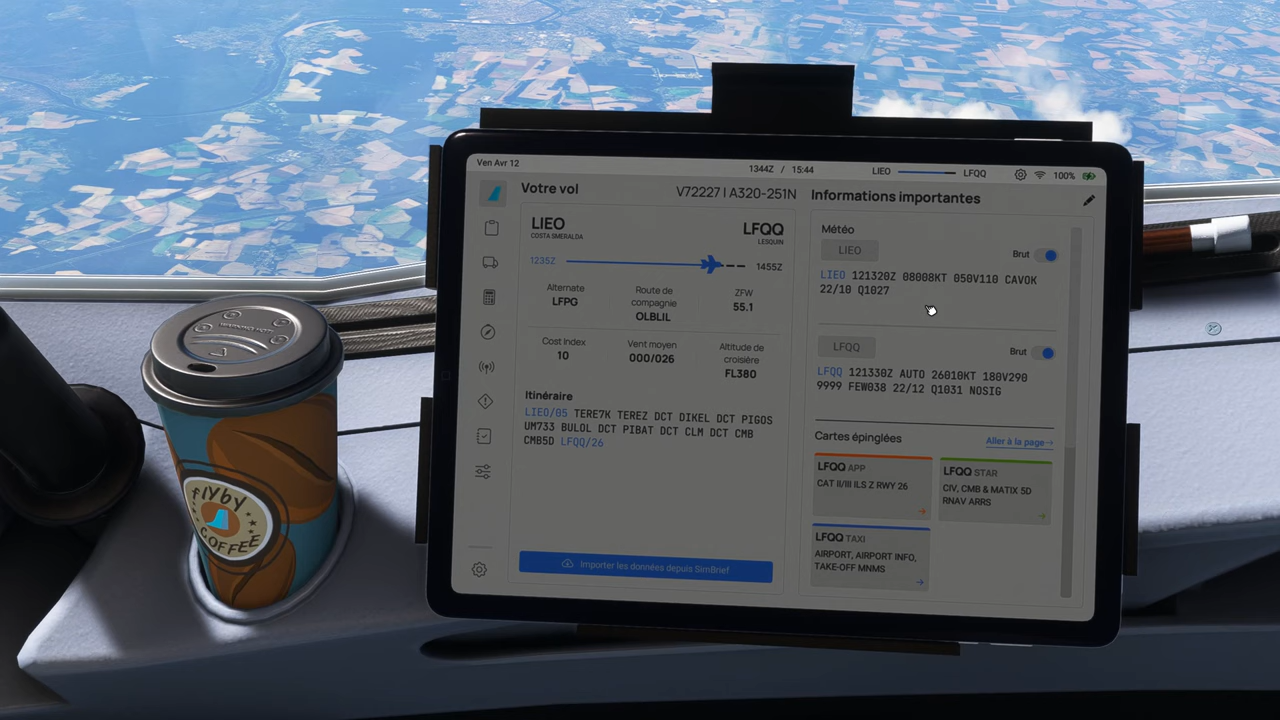 Ven Avr 12
1344Z / 15:44
LIEO LFQQ
100%
Votre vol
V72227 | A320-251N
LIEO
COSTA SMERALDA
LFQQ
LESQUIN
1235Z
1455Z
Alternate
LFPG
Route de
compagnie
OLBLIL
ZFW
55.1
Cost Index
10
Vent moyen
000/026
Altitude de
croisière
FL380
Itinéraire
LIEO/05 TERE7K TEREZ DCT DIKEL DCT PIGOS
UM733 BULOL DCT PIBAT DCT CLM DCT CMB
CMB5D LFQQ/26
Importer les données depuis SimBrief
Informations importantes
Météo
LIEO
Brut
LIEO 121320Z 08008KT 050V110 CAVOK
22/10 Q1027
LFQQ
Brut
LFQQ 121330Z AUTO 26010KT 180V290
9999 FEW038 22/12 Q1031 NOSIG
Cartes épinglées
Aller à la page
LFQQ APP
CAT II/III ILS Z RWY 26
LFQQ STAR
CIV, CMB & MATIX 5D
RNAV ARRS
LFQQ TAXI
AIRPORT, AIRPORT INFO,
TAKE-OFF MNMS
flyby
COFFEE